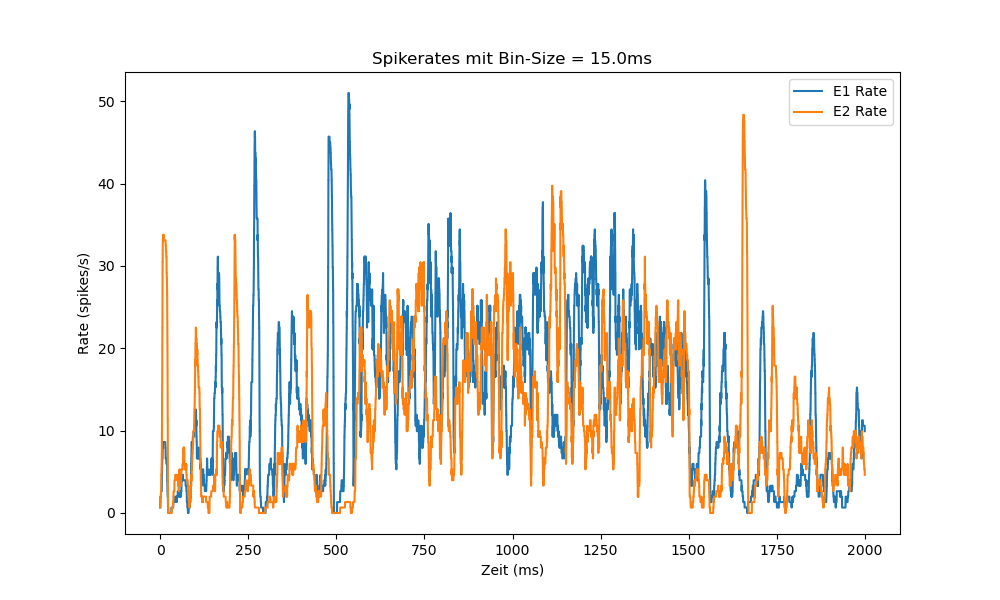 Spikerates mit Bin-Size = 15.0ms
E1 Rate
E2 Rate
Rate (spikes/s)
50
40
30
20
10
0
0 250 500 750 1000 1250 1500 1750 2000
Zeit (ms)